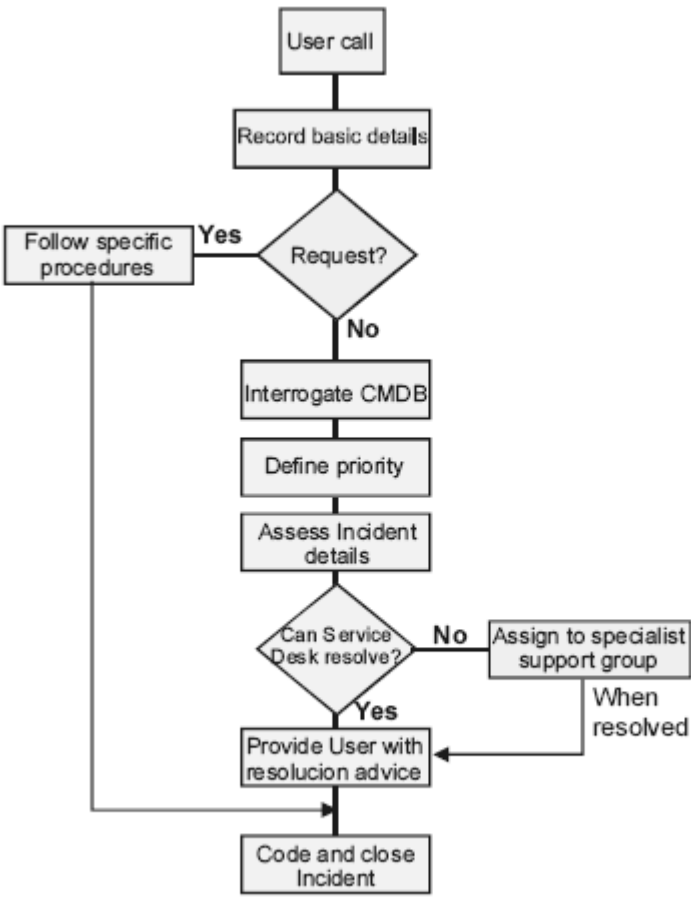 User call
Record basic details
Follow specific
procedures
Yes
Request?
No
Interrogate CMDB
Define priority
Assess Incident
details
Can Service
Desk resolve?
No
Assign to specialist
support group
When
resolved
Yes
Provide User with
resolucion advice
Code and close
Incident